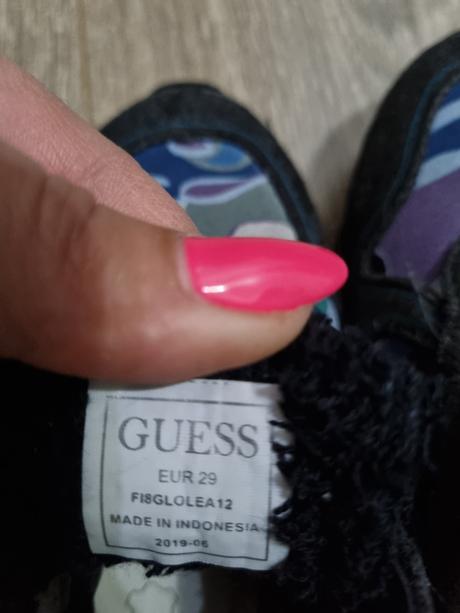 GUESS
EUR 29
FI8GLOLEA12
MADE IN INDONESIA
2019-06